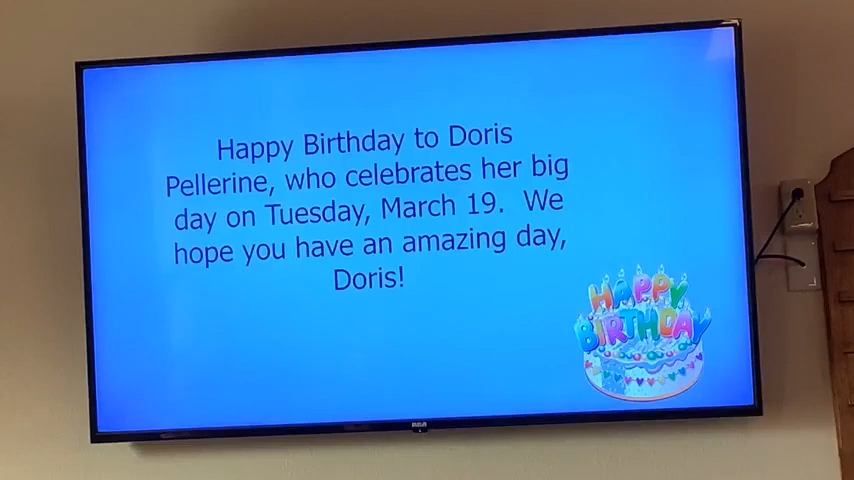 Happy Birthday to Doris
Pellerine, who celebrates her big
day on Tuesday, March 19.  We
hope you have an amazing day,
Doris!
HAPPY
BIRTHDAY
RCA